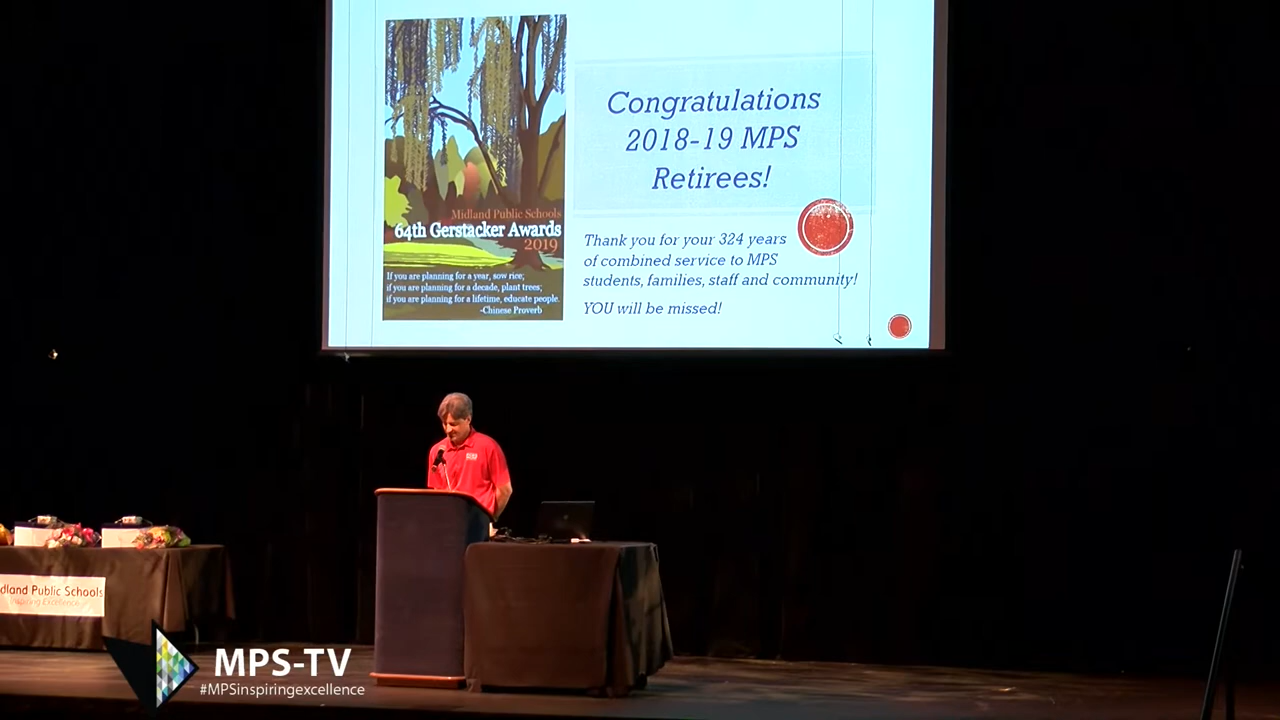 Congratulations
2018-19 MPS
Retirees!
Midland Public Schools
64th Gerstacker Awards
2019
If you are planning for a year, sow rice;
if you are planning for a decade, plant trees;
if you are planning for a lifetime, educate people.
-Chinese Proverb
Thank you for your 324 years
of combined service to MPS
students, families, staff and community!
YOU will be missed!
dland Public Schools
Inspiring Excellence
MPS-TV
#MPSinspiringexcellence